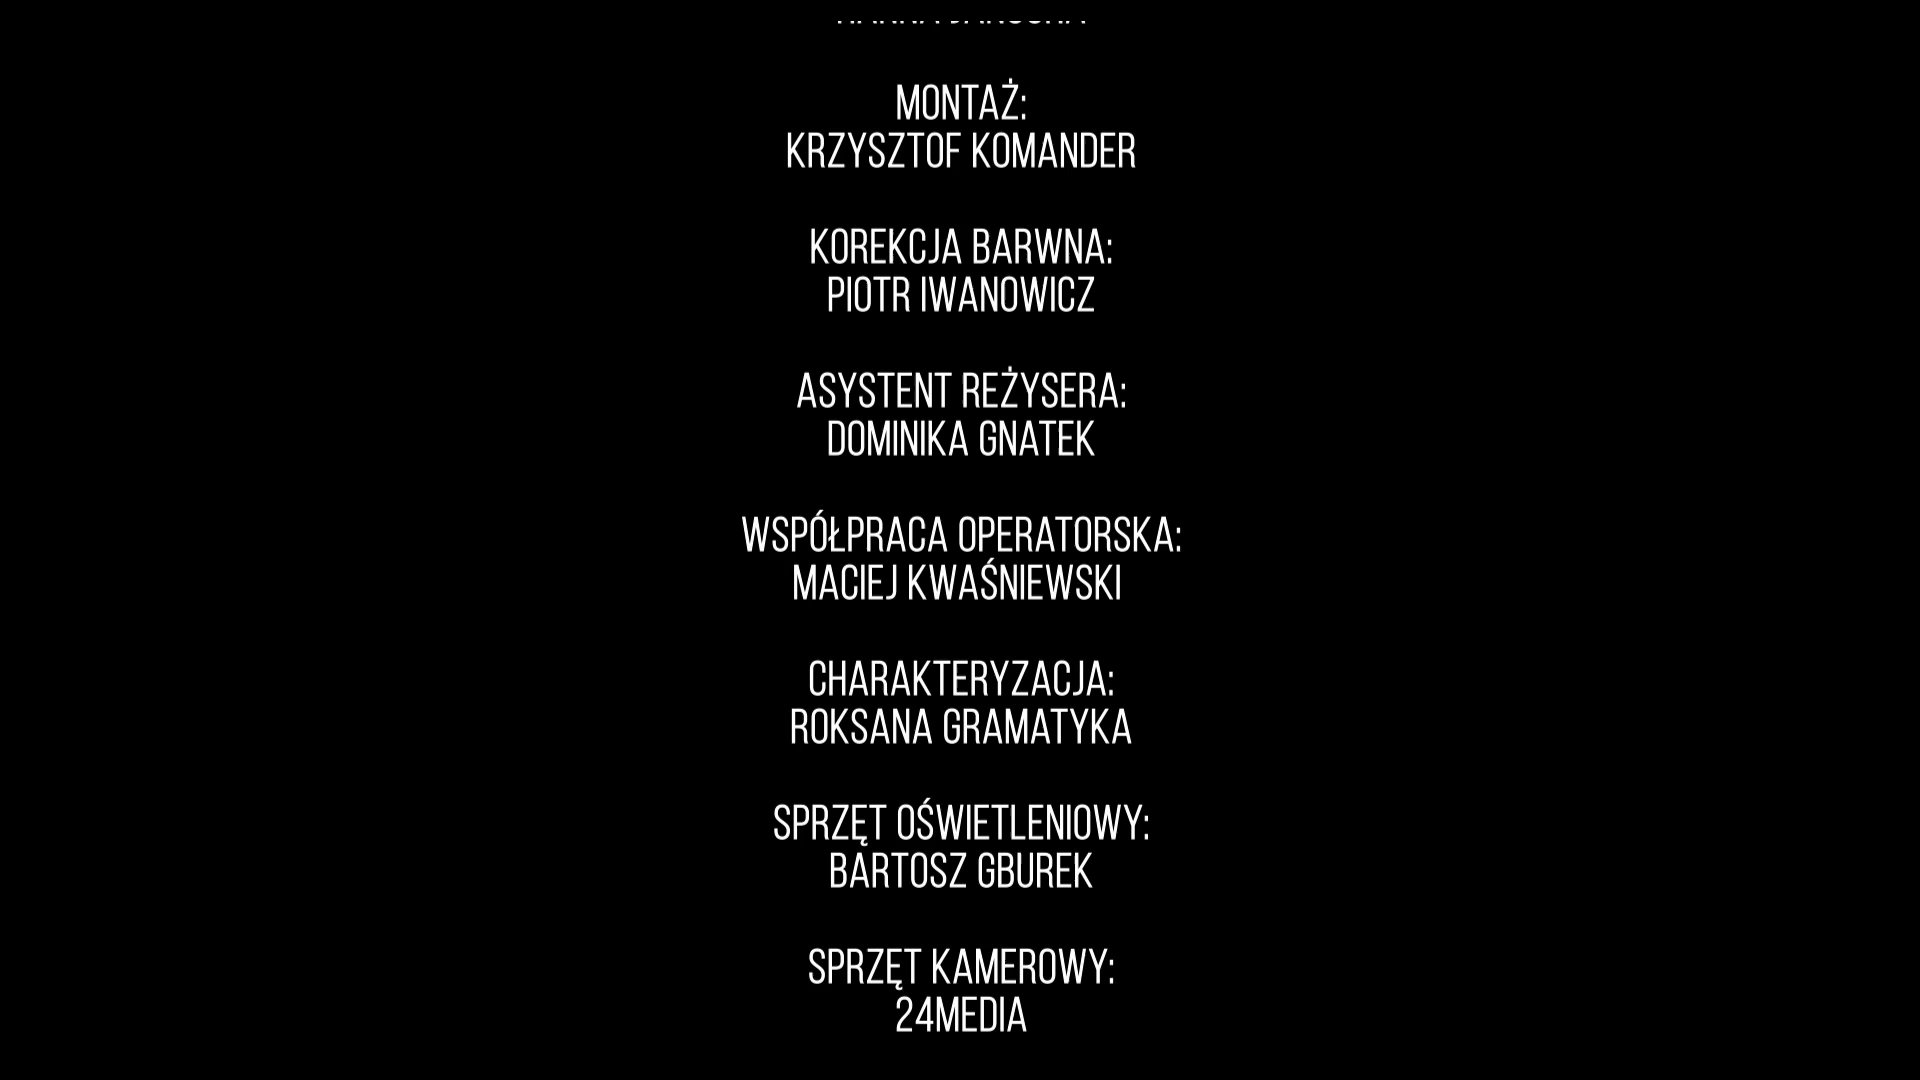 MONTAŻ:
KRZYSZTOF KOMANDER
KOREKCJA BARWNA:
PIOTR IWANOWICZ
ASYSTENT REŻYSERA:
DOMINIKA GNATEK
WSPÓŁPRACA OPERATORSKA:
MACIEJ KWAŚNIEWSKI
CHARAKTERYZACJA:
ROKSANA GRAMATYKA
SPRZĘT OŚWIETLENIOWY:
BARTOSZ GBUREK
SPRZĘT KAMEROWY:
24MEDIA